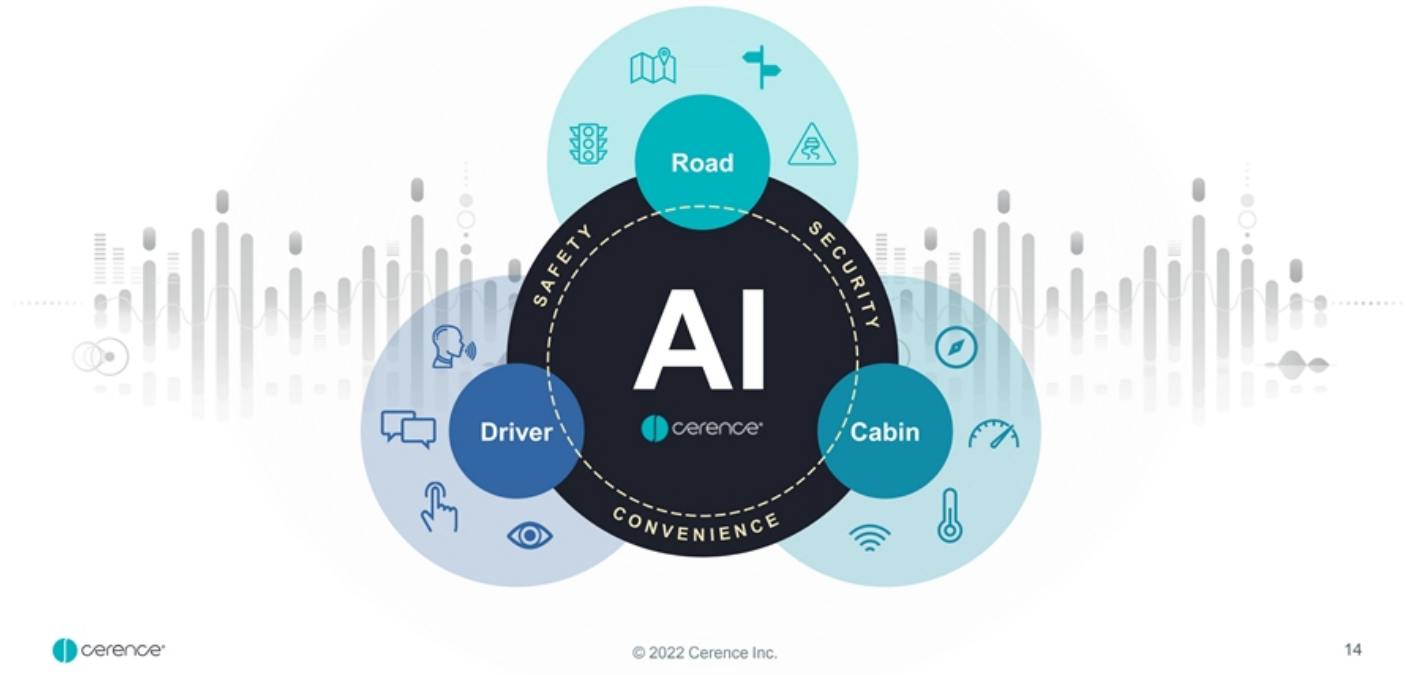 Road
SAFETY
SECURITY
AI
cerence®
Driver
Cabin
CONVENIENCE
cerence®
© 2022 Cerence Inc.
14